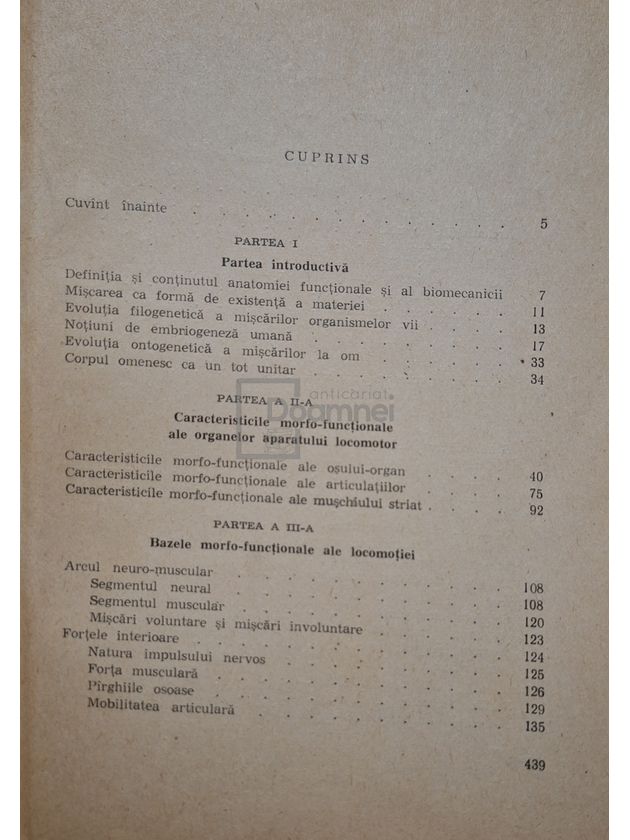 CUPRINS
Cuvînt înainte . . . . . . . . . . . . . 5
PARTEA I
Partea introductivă
Definiția și conținutul anatomiei funcționale și al biomecanicii 7
Mișcarea ca formă de existență a materiei . . . . . . 11
Evoluția filogenetică a mișcărilor organismelor vii . . . . 13
Noțiuni de embriogeneză umană . . . . . . . . 17
Evoluția ontogenetică a mișcărilor la om . . . . . . 33
Corpul omenesc ca un tot unitar . . . . . . . . 34
anticariat
Doamnei
PARTEA A II-A
Caracteristicile morfo-funcționale
ale organelor aparatului locomotor
Caracteristicile morfo-funcționale ale osului-organ . . . . 40
Caracteristicile morfo-funcționale ale articulațiilor . . . . 75
Caracteristicile morfo-funcționale ale mușchiului striat . . . . 92
PARTEA A III-A
Bazele morfo-funcționale ale locomoției
Arcul neuro-muscular . . . . . . . . . . 108
Segmentul neural . . . . . . . . . . 108
Segmentul muscular . . . . . . . . . 120
Mișcări voluntare și mișcări involuntare . . . . . 123
Forțele interioare . . . . . . . . . . . 124
Natura impulsului nervos . . . . . . . . 125
Forța musculară . . . . . . . . . . 126
Pîrghiile osoase . . . . . . . . . . 129
Mobilitatea articulară . . . . . . . . . 135
439